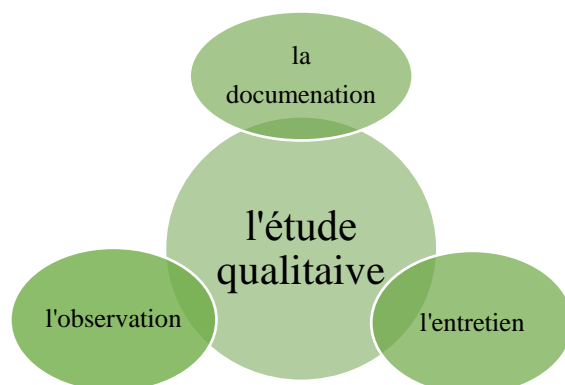 la
documenation
l'étude
qualitaive
l'observation
l'entretien